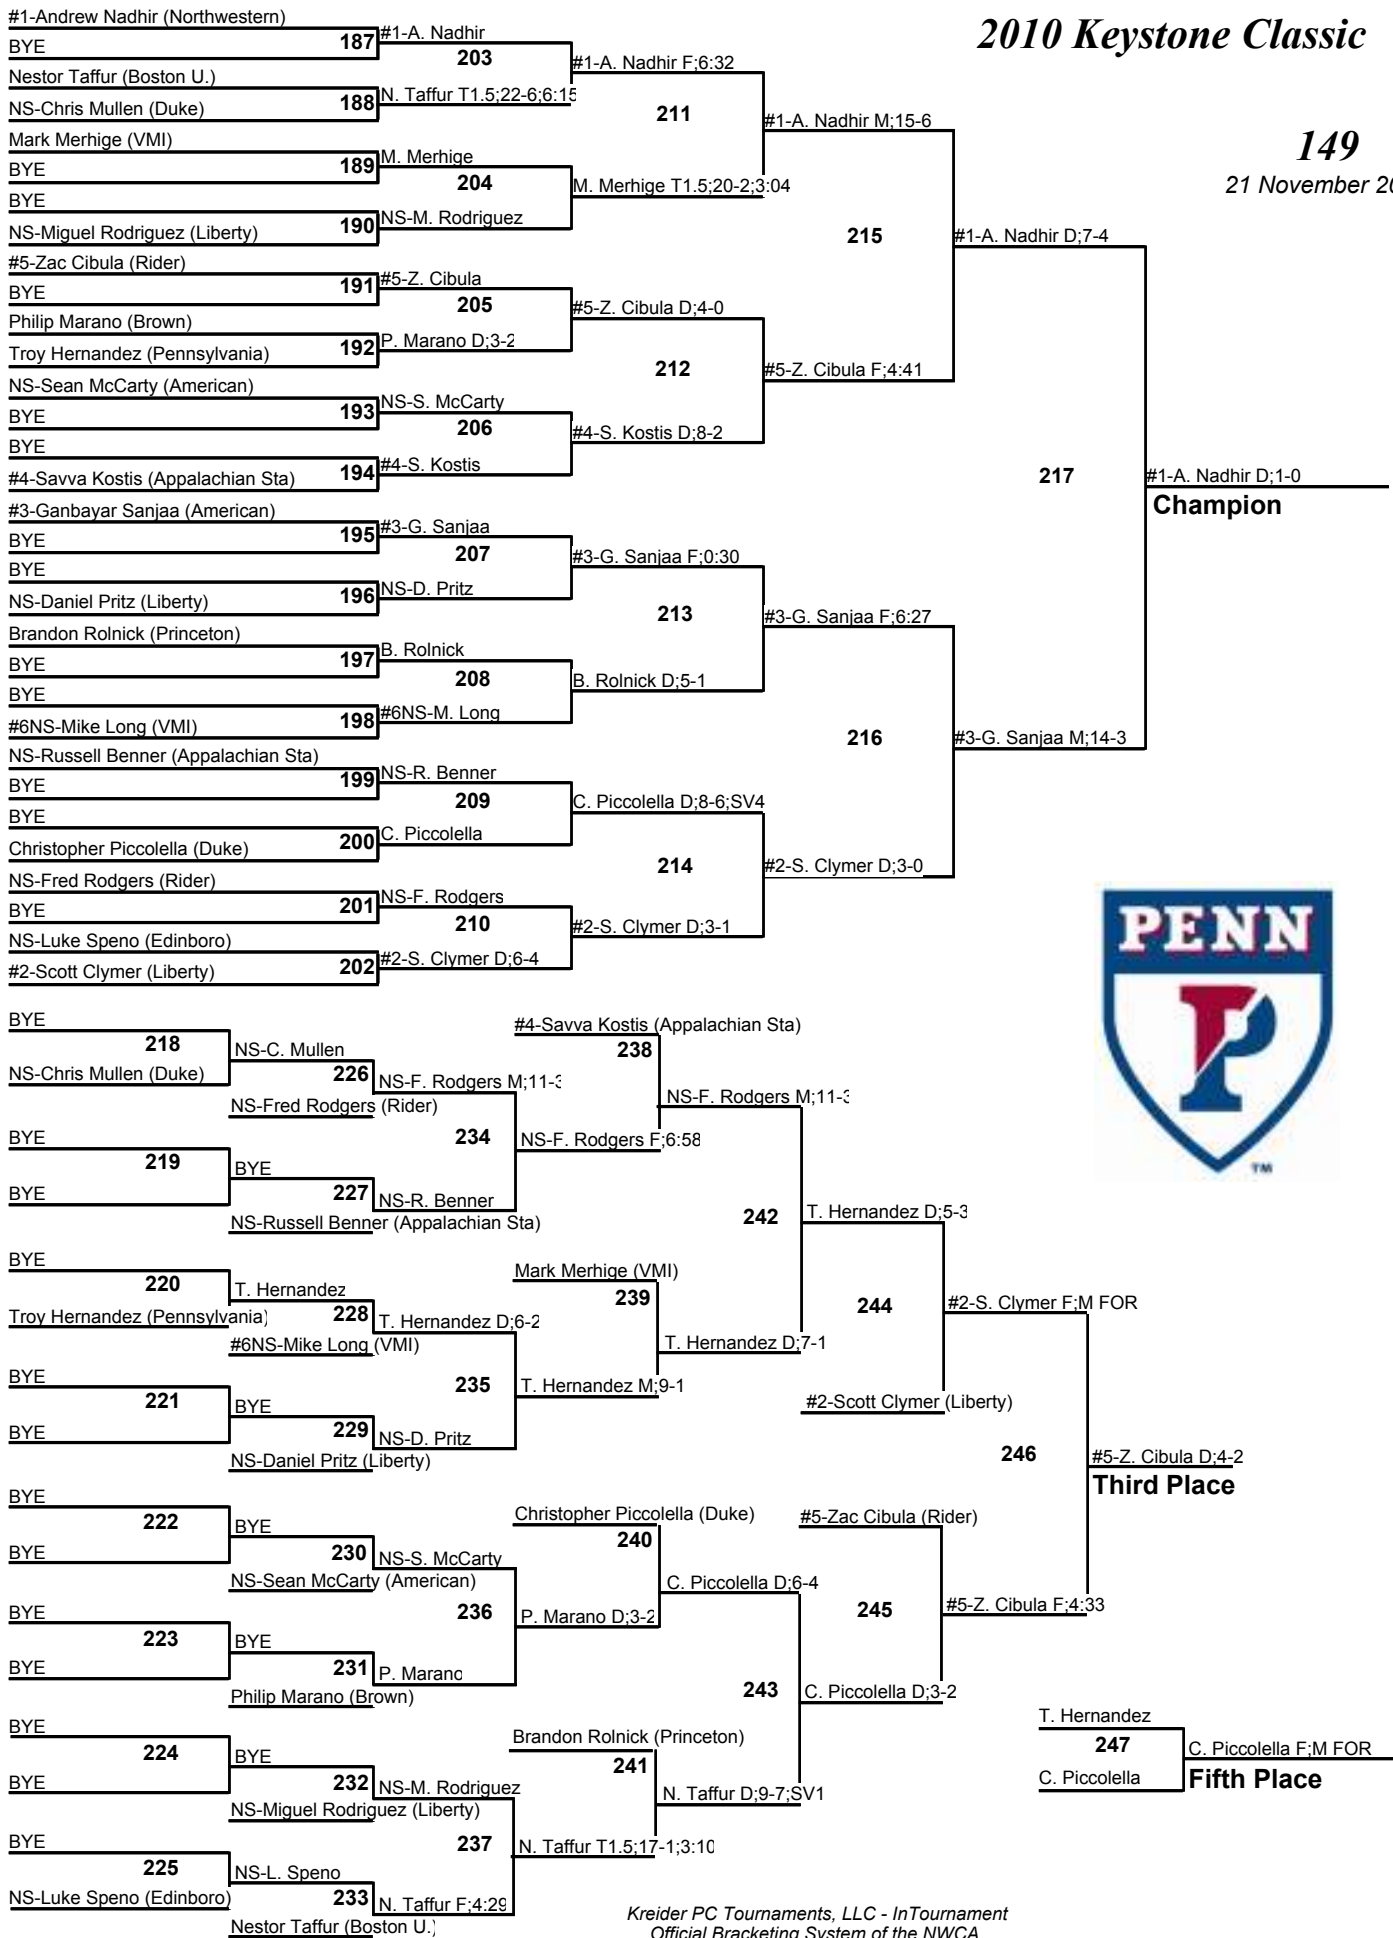 2010 Keystone Classic
149
21 November 20
#1-Andrew Nadhir (Northwestern)
BYE
187
Nestor Taffur (Boston U.)
NS-Chris Mullen (Duke)
188
Mark Merhige (VMI)
BYE
189
BYE
NS-Miguel Rodriguez (Liberty)
190
#5-Zac Cibula (Rider)
BYE
191
Philip Marano (Brown)
Troy Hernandez (Pennsylvania)
192
NS-Sean McCarty (American)
BYE
193
BYE
#4-Savva Kostis (Appalachian Sta)
194
#3-Ganbayar Sanjaa (American)
BYE
195
BYE
NS-Daniel Pritz (Liberty)
196
Brandon Rolnick (Princeton)
BYE
197
BYE
#6NS-Mike Long (VMI)
198
NS-Russell Benner (Appalachian Sta)
BYE
199
BYE
Christopher Piccolella (Duke)
200
NS-Fred Rodgers (Rider)
BYE
201
NS-Luke Speno (Edinboro)
#2-Scott Clymer (Liberty)
202
#1-A. Nadhir
203
N. Taffur T1.5;22-6;6:15
M. Merhige
204
NS-M. Rodriguez
#5-Z. Cibula
205
P. Marano D;3-2
NS-S. McCarty
206
#4-S. Kostis
#3-G. Sanjaa
207
NS-D. Pritz
B. Rolnick
208
#6NS-M. Long
NS-R. Benner
209
C. Piccolella
NS-F. Rodgers
210
#2-S. Clymer D;6-4
#1-A. Nadhir F;6:32
211
M. Merhige T1.5;20-2;3:04
#5-Z. Cibula D;4-0
212
#4-S. Kostis D;8-2
#3-G. Sanjaa F;0:30
213
B. Rolnick D;5-1
C. Piccolella D;8-6;SV4
214
#2-S. Clymer D;3-1
#1-A. Nadhir M;15-6
215
#5-Z. Cibula F;4:41
#3-G. Sanjaa F;6:27
216
#2-S. Clymer D;3-0
#1-A. Nadhir D;7-4
217
#3-G. Sanjaa M;14-3
#1-A. Nadhir D;1-0
Champion
PENN
P
TM
BYE
218
NS-Chris Mullen (Duke)
BYE
219
BYE
BYE
220
Troy Hernandez (Pennsylvania)
BYE
221
BYE
BYE
222
BYE
BYE
223
BYE
BYE
224
BYE
BYE
225
NS-Luke Speno (Edinboro)
NS-C. Mullen
226
NS-Fred Rodgers (Rider)
BYE
227
NS-Russell Benner (Appalachian Sta)
T. Hernandez
228
#6NS-Mike Long (VMI)
BYE
229
NS-Daniel Pritz (Liberty)
BYE
230
NS-Sean McCarty (American)
BYE
231
Philip Marano (Brown)
BYE
232
NS-Miguel Rodriguez (Liberty)
NS-L. Speno
233
Nestor Taffur (Boston U.)
NS-F. Rodgers M;11-3
234
NS-R. Benner
T. Hernandez D;6-2
235
NS-D. Pritz
NS-S. McCarty
236
P. Marano
NS-M. Rodriguez
237
N. Taffur F;4:29
#4-Savva Kostis (Appalachian Sta)
238
NS-F. Rodgers F;6:58
Mark Merhige (VMI)
239
T. Hernandez M;9-1
Christopher Piccolella (Duke)
240
P. Marano D;3-2
Brandon Rolnick (Princeton)
241
N. Taffur T1.5;17-1;3:10
NS-F. Rodgers M;11-3
242
T. Hernandez D;7-1
C. Piccolella D;6-4
243
N. Taffur D;9-7;SV1
T. Hernandez D;5-3
244
#2-Scott Clymer (Liberty)
#5-Zac Cibula (Rider)
245
C. Piccolella D;3-2
#2-S. Clymer F;M FOR
246
#5-Z. Cibula F;4:33
#5-Z. Cibula D;4-2
Third Place
T. Hernandez
247
C. Piccolella
C. Piccolella F;M FOR
Fifth Place
Kreider PC Tournaments, LLC - InTournament
Official Bracketing System of the NWCA